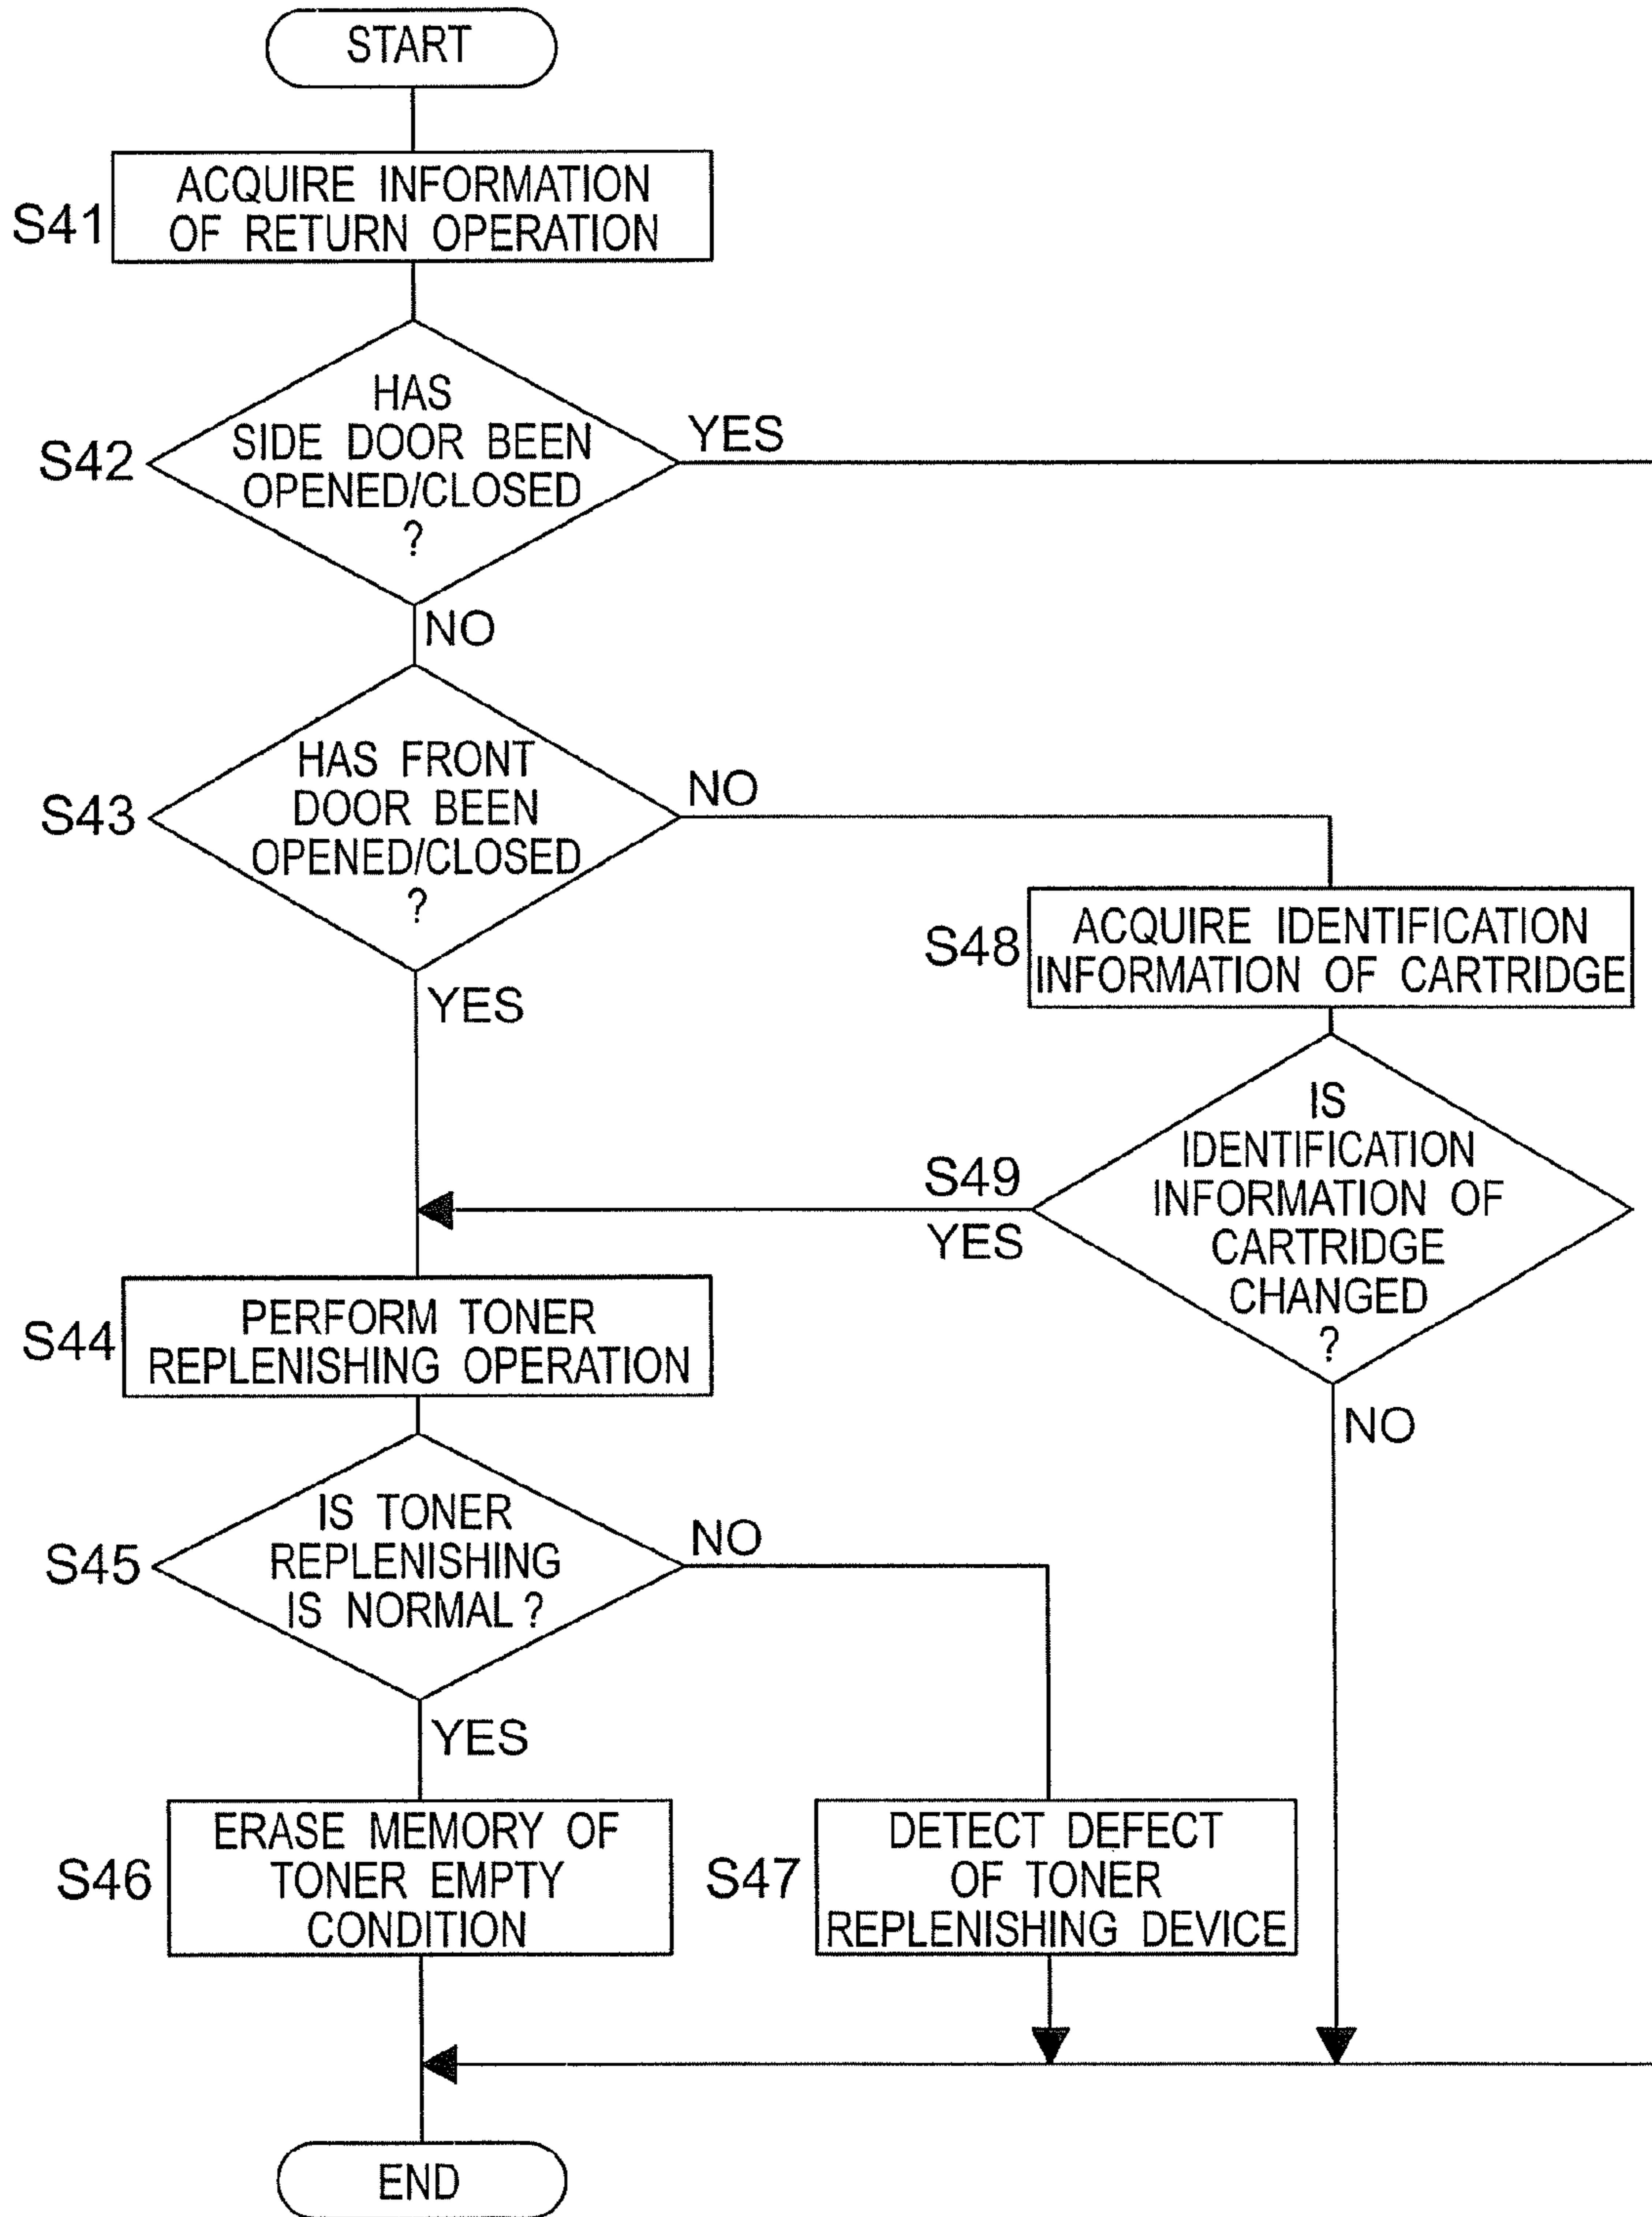 START
S41
ACQUIRE INFORMATION
OF RETURN OPERATION
S42
HAS
SIDE DOOR BEEN
OPENED/CLOSED
?
YES
NO
S43
HAS FRONT
DOOR BEEN
OPENED/CLOSED
?
NO
YES
S48
ACQUIRE IDENTIFICATION
INFORMATION OF CARTRIDGE
S49
IS
IDENTIFICATION
INFORMATION OF
CARTRIDGE
CHANGED
?
YES
NO
S44
PERFORM TONER
REPLENISHING OPERATION
S45
IS TONER
REPLENISHING
IS NORMAL ?
NO
YES
S46
ERASE MEMORY OF
TONER EMPTY
CONDITION
S47
DETECT DEFECT
OF TONER
REPLENISHING DEVICE
END